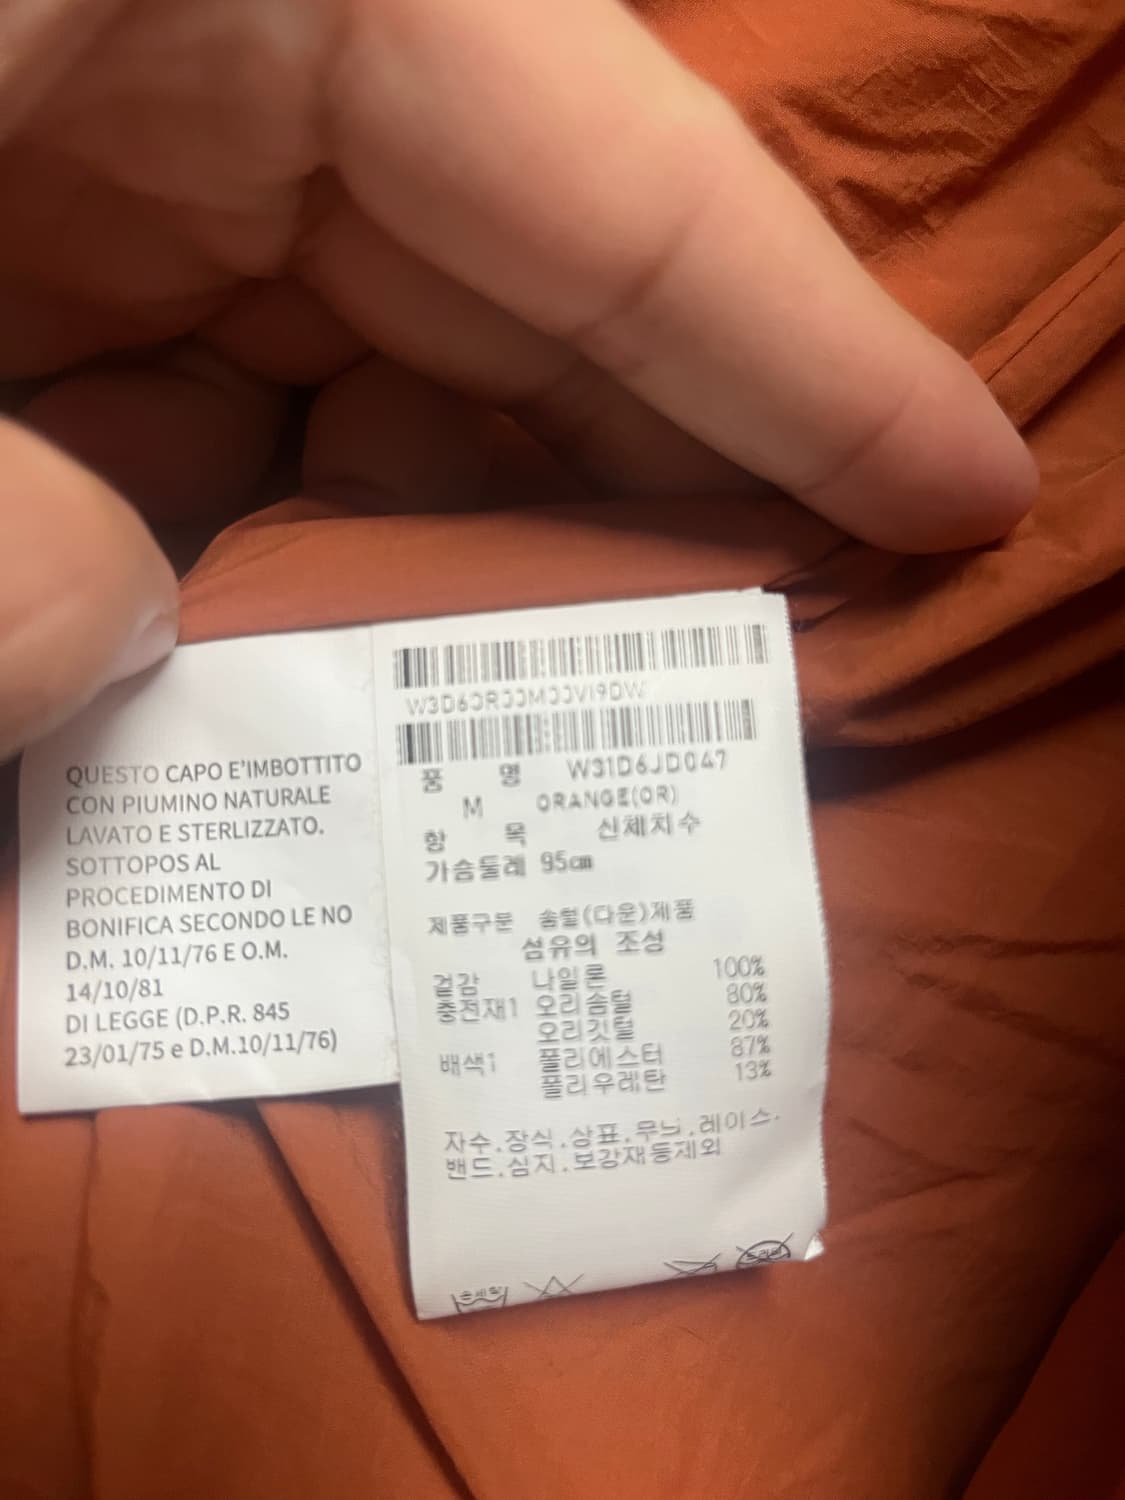 QUESTO CAPO E'IMBOTTITO
CON PIUMINO NATURALE
LAVATO E STERLIZZATO.
SOTTOPOS AL
PROCEDIMENTO DI
BONIFICA SECONDO LE NO
D.M. 10/11/76 E O.M.
14/10/81
DI LEGGE (D.P.R. 845
23/01/75 e D.M.10/11/76)
품 명 W31D6JD047
M ORANGE(OR)
항 목 신체치수
가슴둘레 95㎝
제품구분 솜털(다운)제품
섬유의 조성
겉감 나일론 100%
충전재1 오리솜털 80%
오리깃털 20%
배색1 폴리에스터 87%
폴리우레탄 13%
자수.장식.상표.무늬.레이스.
밴드.심지.보강재등제외
손세탁